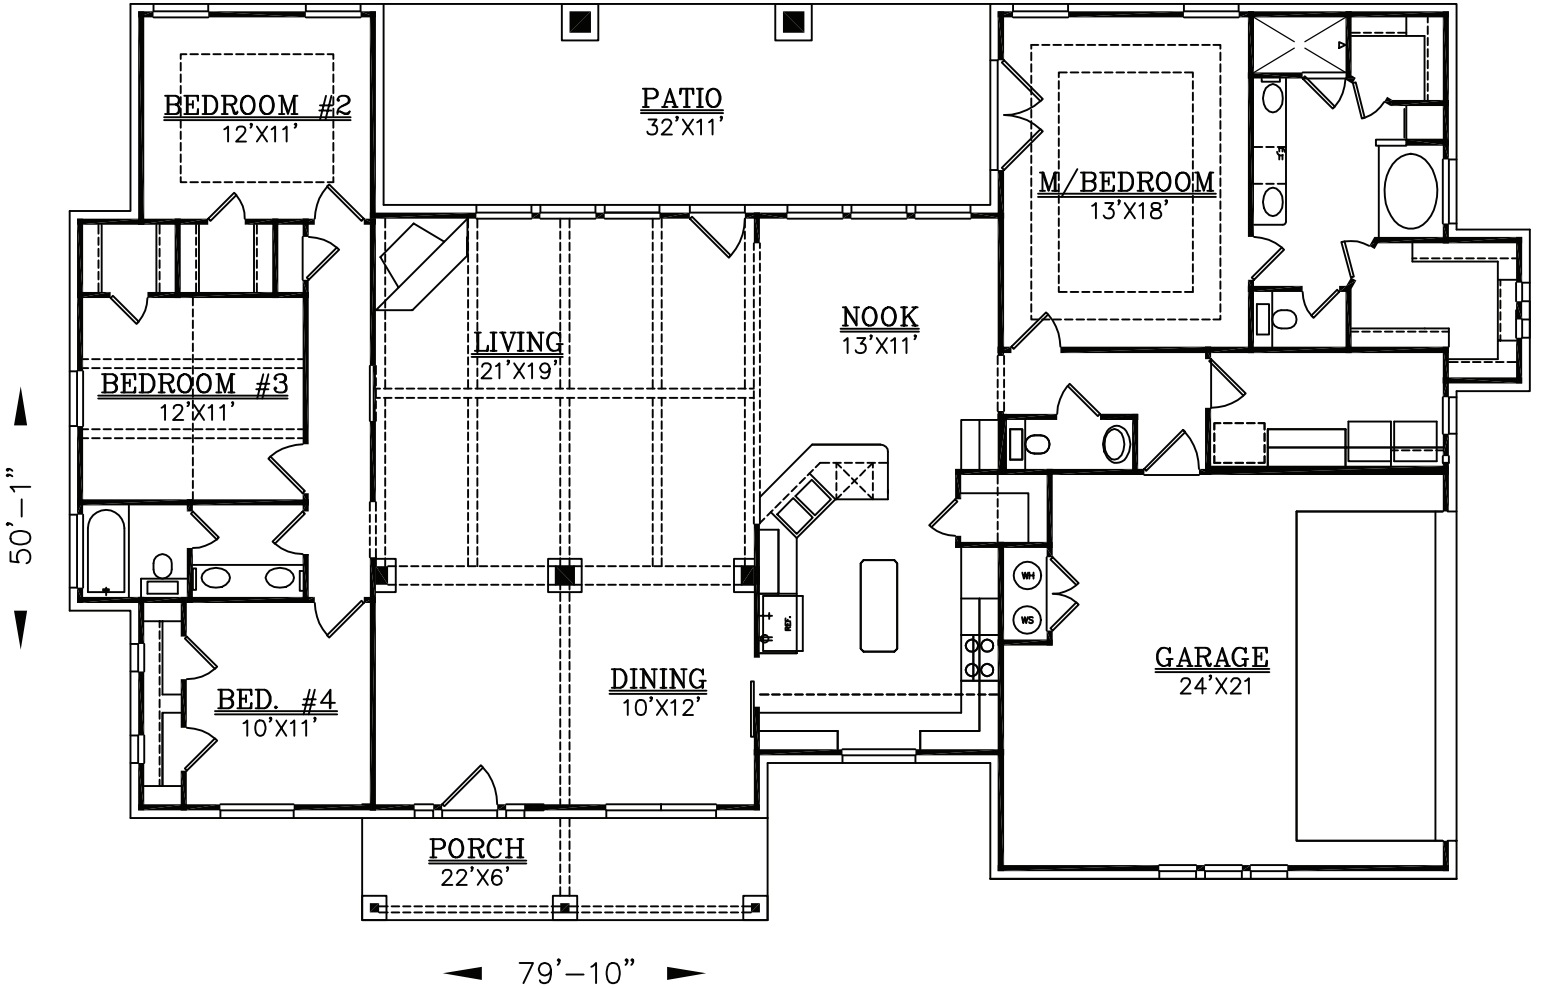 BEDROOM #2
12'X11'
PATIO
32'X11'
M/BEDROOM
13'X18'
LIVING
21'X19'
NOOK
13'X11'
BEDROOM #3
12'X11'
50'-1"
WH
WS
REF.
DINING
10'X12'
GARAGE
24'X21
BED. #4
10'X11'
PORCH
22'X6'
79'-10"